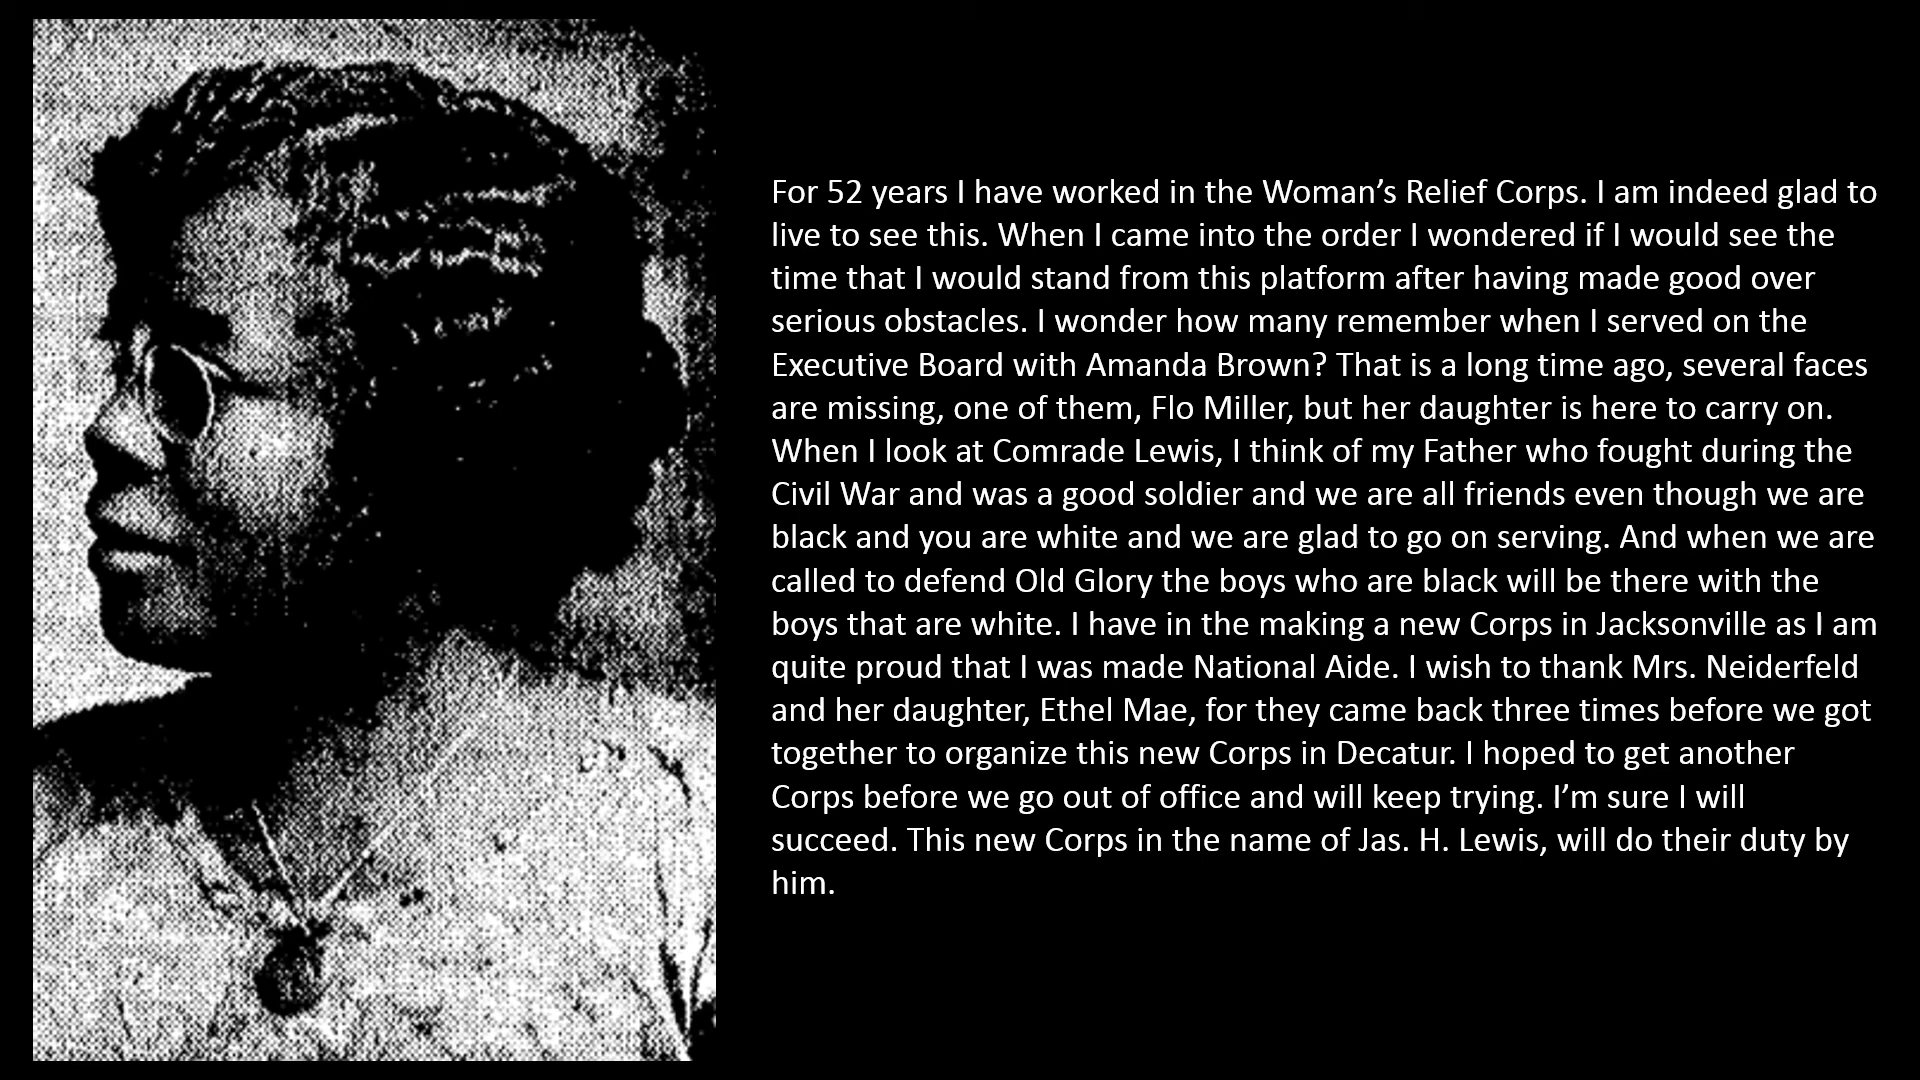 For 52 years I have worked in the Woman’s Relief Corps. I am indeed glad to
live to see this. When I came into the order I wondered if I would see the
time that I would stand from this platform after having made good over
serious obstacles. I wonder how many remember when I served on the
Executive Board with Amanda Brown? That is a long time ago, several faces
are missing, one of them, Flo Miller, but her daughter is here to carry on.
When I look at Comrade Lewis, I think of my Father who fought during the
Civil War and was a good soldier and we are all friends even though we are
black and you are white and we are glad to go on serving. And when we are
called to defend Old Glory the boys who are black will be there with the
boys that are white. I have in the making a new Corps in Jacksonville as I am
quite proud that I was made National Aide. I wish to thank Mrs. Neiderfeld
and her daughter, Ethel Mae, for they came back three times before we got
together to organize this new Corps in Decatur. I hoped to get another
Corps before we go out of office and will keep trying. I’m sure I will
succeed. This new Corps in the name of Jas. H. Lewis, will do their duty by
him.